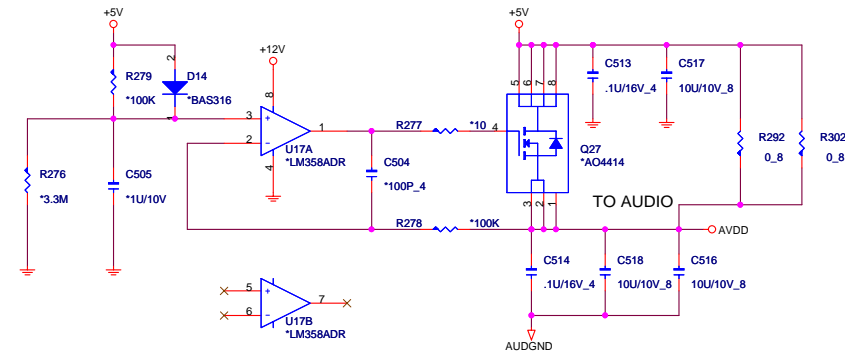 +5V
+5V
+12V
R279
*100K
2
D14
*BAS316
1
8
3
2
1
4
U17A
*LM358ADR
R277
*10
4
5
6
7
8
Q27
*AO4414
3
2
1
C513
.1U/16V_4
C517
10U/10V_8
R292
0_8
R302
0_8
R276
*3.3M
C505
*1U/10V
C504
*100P_4
R278
*100K
TO AUDIO
AVDD
C514
.1U/16V_4
C518
10U/10V_8
C516
10U/10V_8
5
6
7
U17B
*LM358ADR
AUDGND